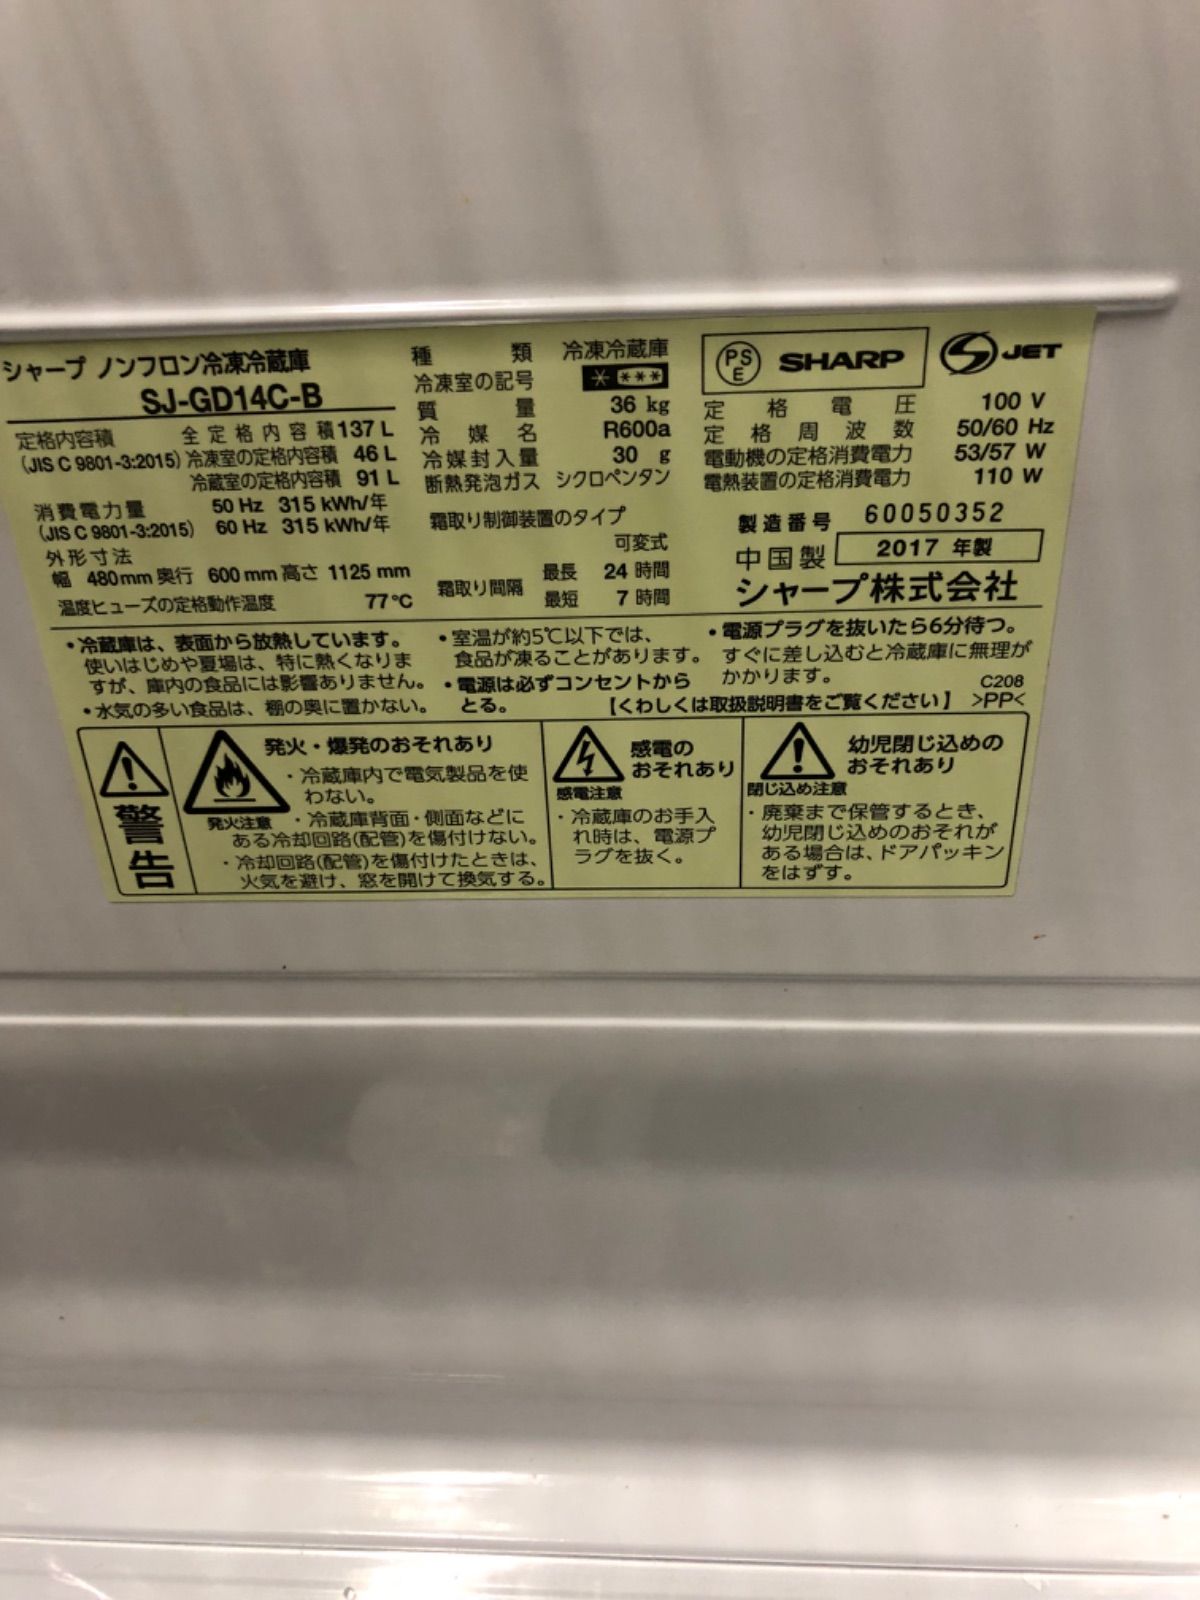 シャープ ノンフロン冷凍冷蔵庫
SJ-GD14C-B
定格内容積 全定格内容積 137 L
(JIS C 9801-3:2015) 冷凍室の定格内容積 46 L
冷蔵室の定格内容積 91 L
消費電力量 50 Hz 315 kWh/年
(JIS C 9801-3:2015) 60 Hz 315 kWh/年
外形寸法
幅 480 mm 奥行 600 mm 高さ 1125 mm
温度ヒューズの定格動作温度 77℃
種類 冷凍冷蔵庫
冷凍室の記号
質量 36 kg
冷媒名 R600a
冷媒封入量 30 g
断熱発泡ガス シクロペンタン
霜取り制御装置のタイプ
可変式
霜取り間隔 最長 24 時間
最短 7 時間
PS
E
SHARP
JET
定格電圧 100 V
定格周波数 50/60 Hz
電動機の定格消費電力 53/57 W
電熱装置の定格消費電力 110 W
製造番号 60050352
中国製 2017 年製
シャープ株式会社
・冷蔵庫は、表面から放熱しています。
使いはじめや夏場は、特に熱くなりま
すが、庫内の食品には影響ありません。
・水気の多い食品は、棚の奥に置かない。
・室温が約5℃以下では、
食品が凍ることがあります。
・電源は必ずコンセントから
とる。
・電源プラグを抜いたら6分待つ。
すぐに差し込むと冷蔵庫に無理が
かかります。
C208
【くわしくは取扱説明書をご覧ください】 >PP<
警告
発火注意
発火・爆発のおそれあり
・冷蔵庫内で電気製品を使
わない。
・冷蔵庫背面・側面などに
ある冷却回路(配管)を傷付けない。
・冷却回路(配管)を傷付けたときは、
火気を避け、窓を開けて換気する。
感電の
おそれあり
感電注意
・冷蔵庫のお手入
れ時は、電源プ
ラグを抜く。
幼児閉じ込めの
おそれあり
閉じ込め注意
・廃棄まで保管するとき、
幼児閉じ込めのおそれが
ある場合は、ドアパッキン
をはずす。